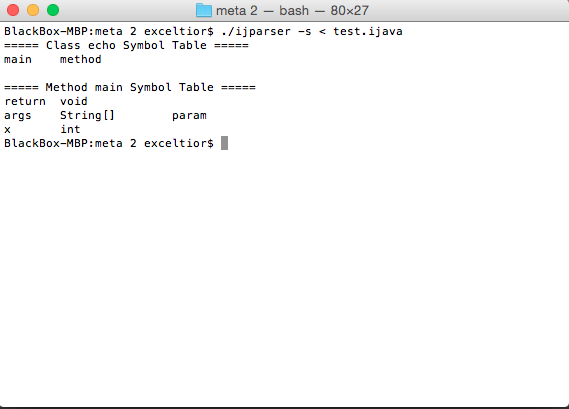 meta 2 — bash — 80×27
BlackBox-MBP:meta 2 exceltior$ ./ijparser -s < test.ijava
===== Class echo Symbol Table =====
main    method

===== Method main Symbol Table =====
return  void
args    String[]        param
x       int
BlackBox-MBP:meta 2 exceltior$